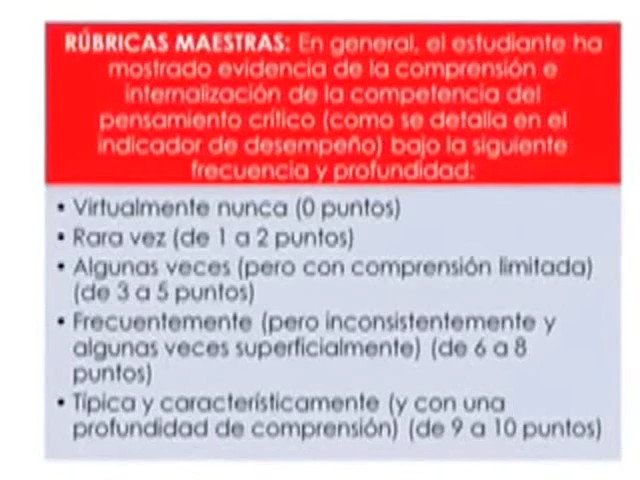 RÚBRICAS MAESTRAS: En general, el estudiante ha
mostrado evidencia de la comprensión e
internalización de la competencia del
pensamiento crítico (como se detalla en el
indicador de desempeño) bajo la siguiente
frecuencia y profundidad:
• Virtualmente nunca (0 puntos)
• Rara vez (de 1 a 2 puntos)
• Algunas veces (pero con comprensión limitada)
(de 3 a 5 puntos)
• Frecuentemente (pero inconsistentemente y
algunas veces superficialmente) (de 6 a 8
puntos)
• Típica y característicamente (y con una
profundidad de comprensión) (de 9 a 10 puntos)